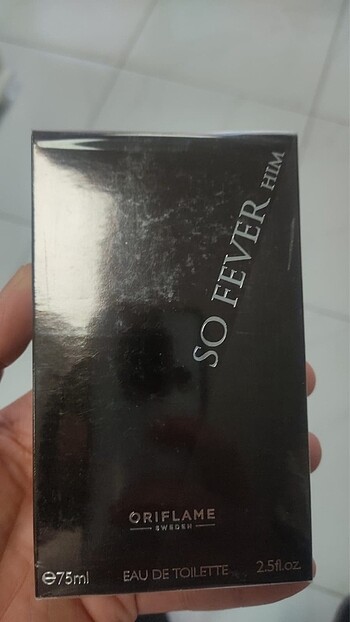 SO FEVER HIM
ORIFLAME
SWEDEN
℮75ml EAU DE TOILETTE 2.5fl.oz